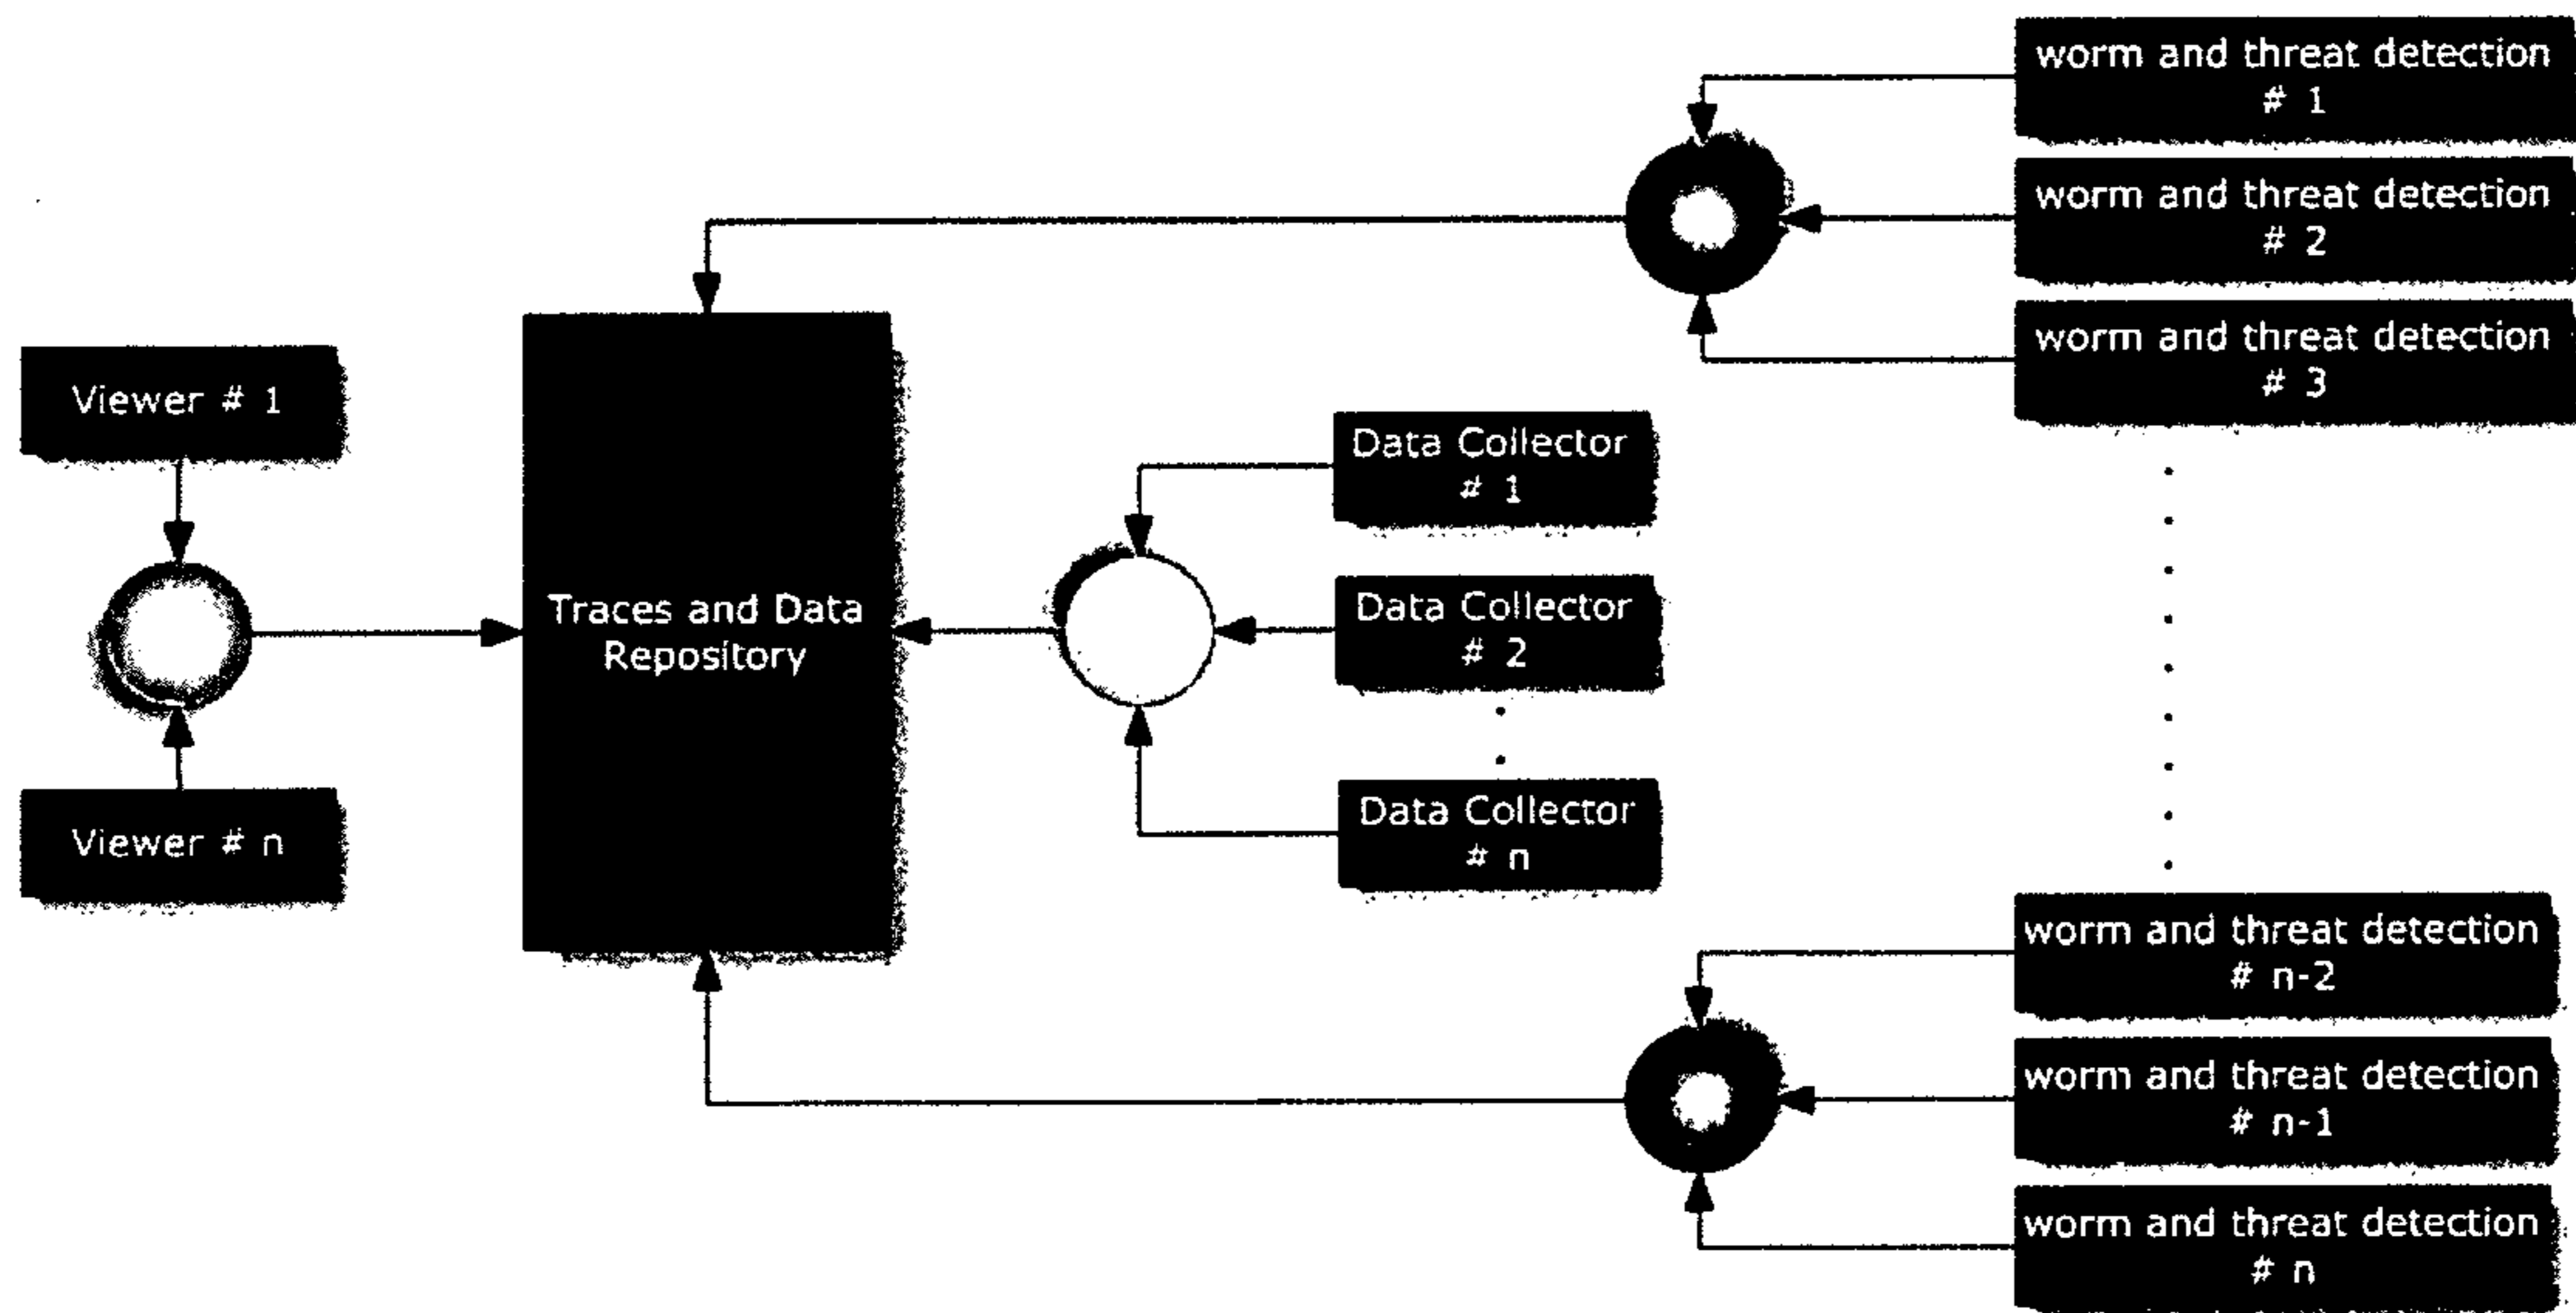 Viewer # 1
Viewer # n
Traces and Data
Repository
Data Collector
# 1
Data Collector
# 2
Data Collector
# n
worm and threat detection
# 1
worm and threat detection
# 2
worm and threat detection
# 3
worm and threat detection
# n-2
worm and threat detection
# n-1
worm and threat detection
# n